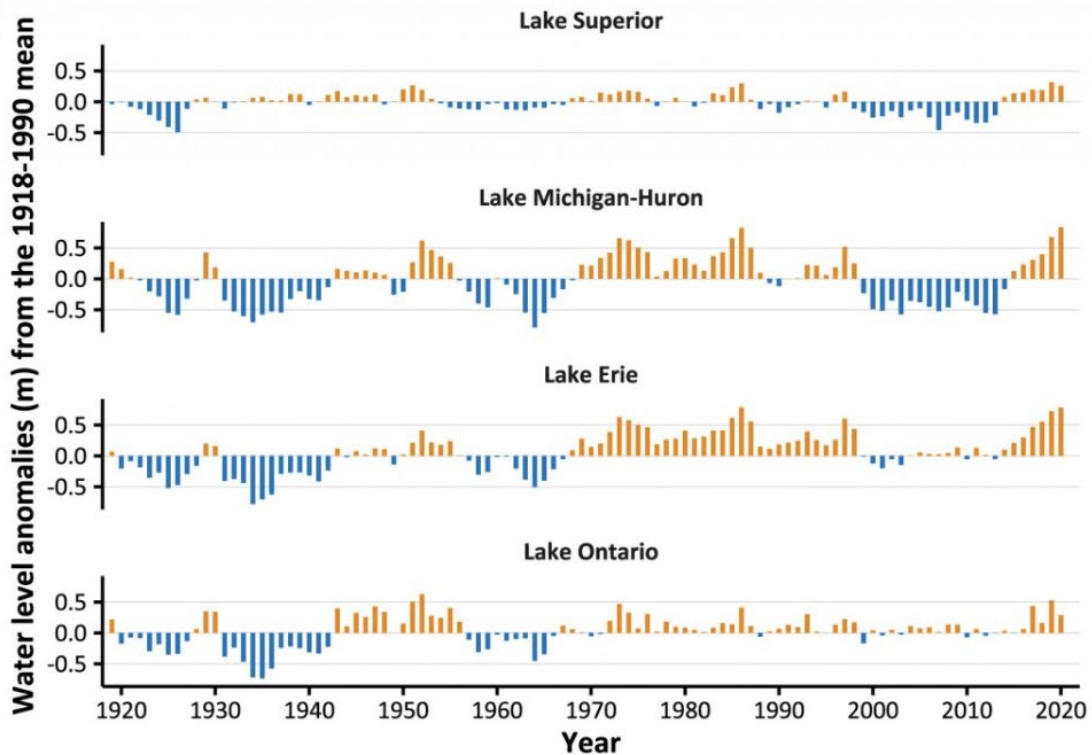 Water level anomalies (m) from the 1918-1990 mean
Lake Superior
0.5
0.0
-0.5
Lake Michigan-Huron
0.5
0.0
-0.5
Lake Erie
0.5
0.0
-0.5
Lake Ontario
0.5
0.0
-0.5
1920 1930 1940 1950 1960 1970 1980 1990 2000 2010 2020
Year